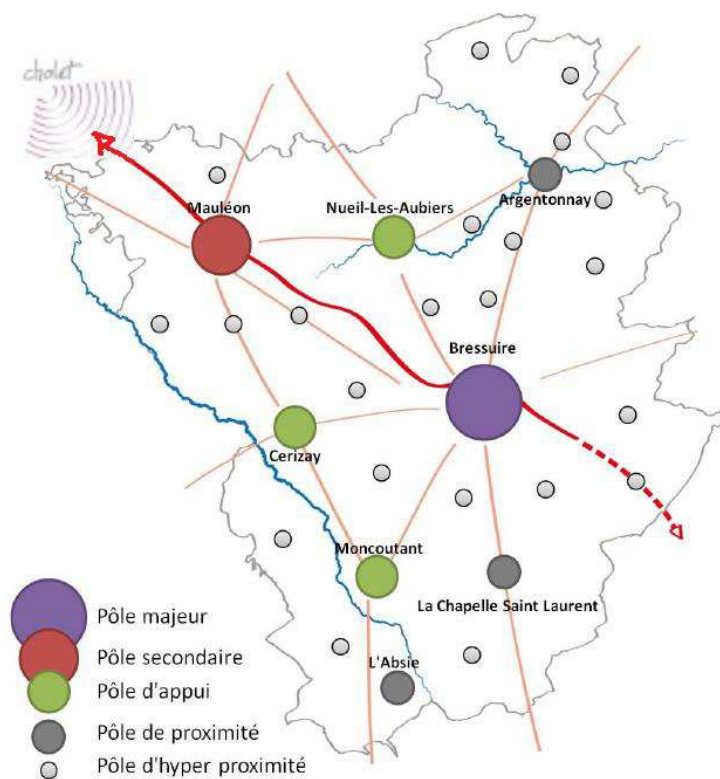 cholet
Mauléon
Nueil-Les-Aubiers
Argentonnay
Bressuire
Cerizay
Moncoutant
La Chapelle Saint Laurent
L'Absie
Pôle majeur
Pôle secondaire
Pôle d'appui
Pôle de proximité
Pôle d'hyper proximité